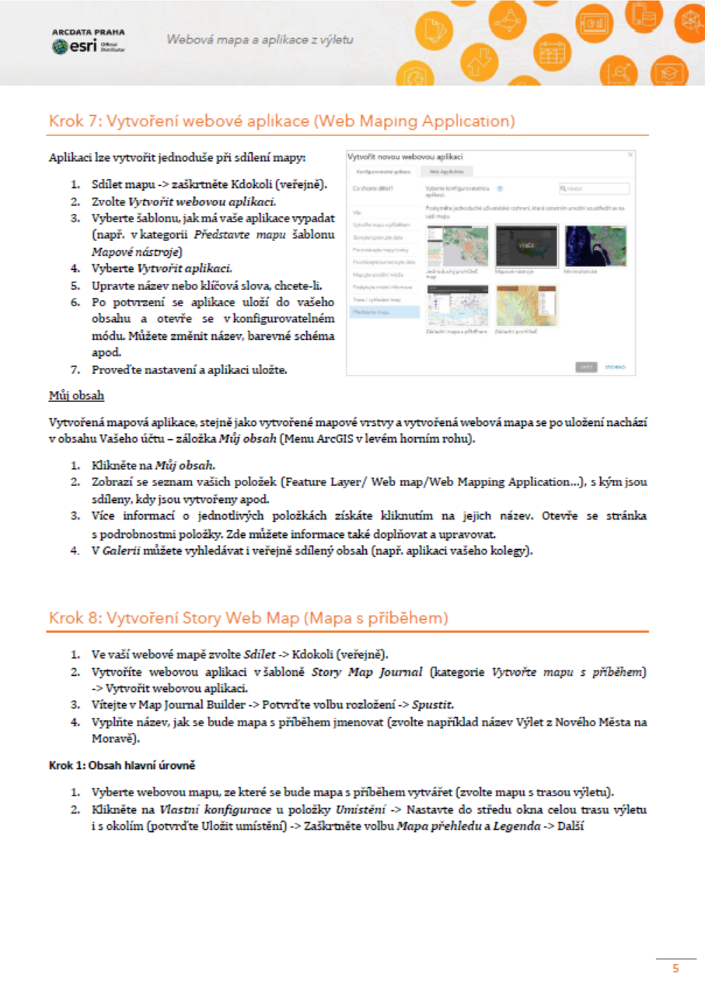 ARCDATA PRAHA
esri Official Distributor
Webová mapa a aplikace z výletu
Krok 7: Vytvoření webové aplikace (Web Maping Application)
Aplikaci lze vytvořit jednoduše při sdílení mapy:
1. Sdílet mapu -> zaškrtněte Kdokoli (veřejně).
2. Zvolte Vytvořit webovou aplikaci.
3. Vyberte šablonu, jak má vaše aplikace vypadat
(např. v kategorii Představte mapu šablonu
Mapové nástroje)
4. Vyberte Vytvořit aplikaci.
5. Upravte název nebo klíčová slova, chcete-li.
6. Po potvrzení se aplikace uloží do vašeho
obsahu a otevře se v konfigurovatelném
módu. Můžete změnit název, barevné schéma
apod.
7. Proveďte nastavení a aplikaci uložte.
Vytvořit novou webovou aplikaci
Konfigurovatelné aplikace
Web AppBuilder
Co chcete dělat?
Vyberte konfigurovatelnou
aplikaci.
Hledat
Poskytněte jednoduché uživatelské rozhraní, které ostatním umožní soustředit se na
vaši mapu.
Vše
Vytvořte mapu s příběhem
Sbírejte/upravujte data
Porovnávejte mapy/vrstvy
Procházejte/sumarizujte data
Mapujte sociální média
Poskytujte místní informace
Trasa / vyhledání trasy
Představte mapu
Jednoduchý prohlížeč
map
Mapové nástroje
Minimalistické
Základní mapa s příběhem
Základní prohlížeč
ZPĚT
STORNO
Můj obsah
Vytvořená mapová aplikace, stejně jako vytvořené mapové vrstvy a vytvořená webová mapa se po uložení nachází
v obsahu Vašeho účtu – záložka Můj obsah (Menu ArcGIS v levém horním rohu).
1. Klikněte na Můj obsah.
2. Zobrazí se seznam vašich položek (Feature Layer/ Web map/Web Mapping Application…), s kým jsou
sdíleny, kdy jsou vytvořeny apod.
3. Více informací o jednotlivých položkách získáte kliknutím na jejich název. Otevře se stránka
s podrobnostmi položky. Zde můžete informace také doplňovat a upravovat.
4. V Galerii můžete vyhledávat i veřejně sdílený obsah (např. aplikaci vašeho kolegy).
Krok 8: Vytvoření Story Web Map (Mapa s příběhem)
1. Ve vaší webové mapě zvolte Sdílet -> Kdokoli (veřejně).
2. Vytvoříte webovou aplikaci v šabloně Story Map Journal (kategorie Vytvořte mapu s příběhem)
-> Vytvořit webovou aplikaci.
3. Vítejte v Map Journal Builder -> Potvrďte volbu rozložení -> Spustit.
4. Vyplňte název, jak se bude mapa s příběhem jmenovat (zvolte například název Výlet z Nového Města na
Moravě).
Krok 1: Obsah hlavní úrovně
1. Vyberte webovou mapu, ze které se bude mapa s příběhem vytvářet (zvolte mapu s trasou výletu).
2. Klikněte na Vlastní konfigurace u položky Umístění -> Nastavte do středu okna celou trasu výletu
i s okolím (potvrďte Uložit umístění) -> Zaškrtněte volbu Mapa přehledu a Legenda -> Další
5